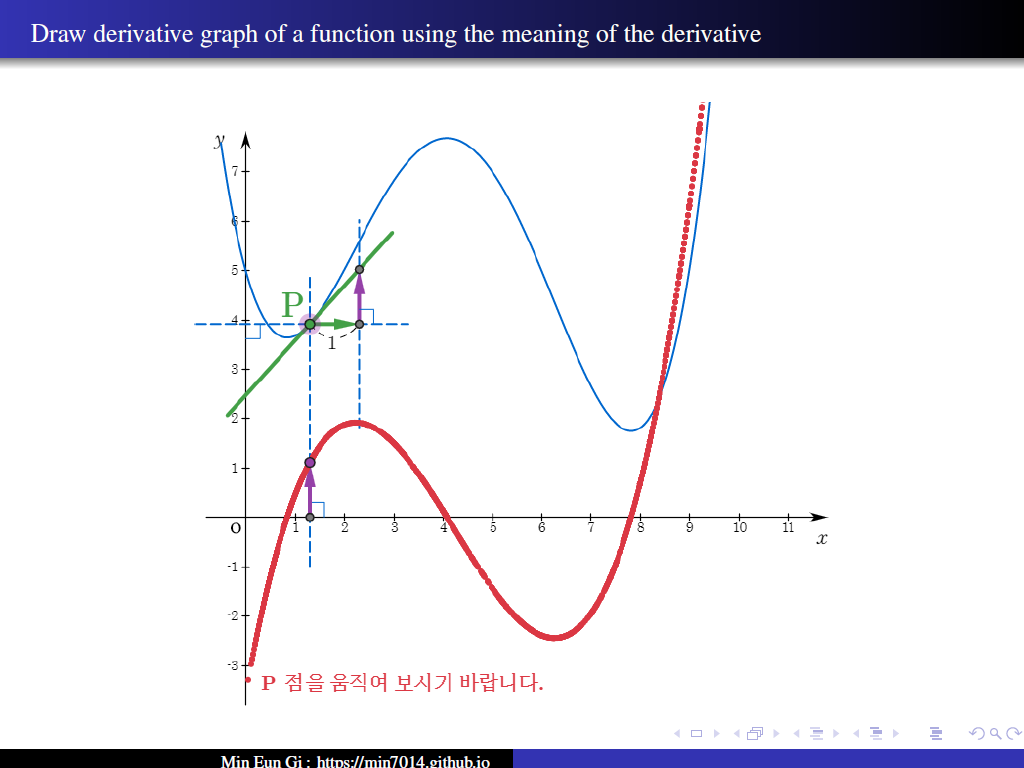 Draw derivative graph of a function using the meaning of the derivative
y
7
6
5
P
4
1
3
2
1
O
1 2 3 4 5 6 7 8 9 10 11
x
-1
-2
-3
P 점을 움직여 보시기 바랍니다.
Min Eun Gi : https://min7014.github.io